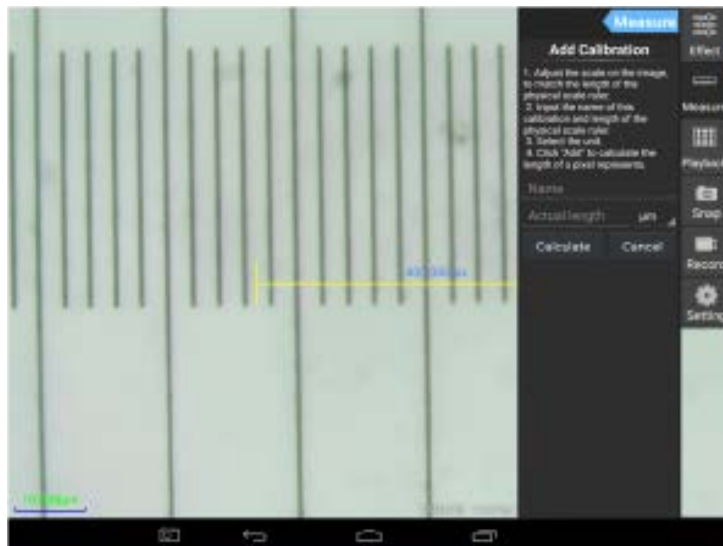 Measure
Add Calibration
1. Adjust the scale on the image,
to match the length of the
physical scale ruler.
2. Input the name of this
calibration and length of the
physical scale ruler.
3. Select the unit.
4. Click "Add" to calculate the
length of a pixel represents.
Name
Actual length μm
Calculate Cancel
Effect
Measure
Playback
Snap
Record
Setting